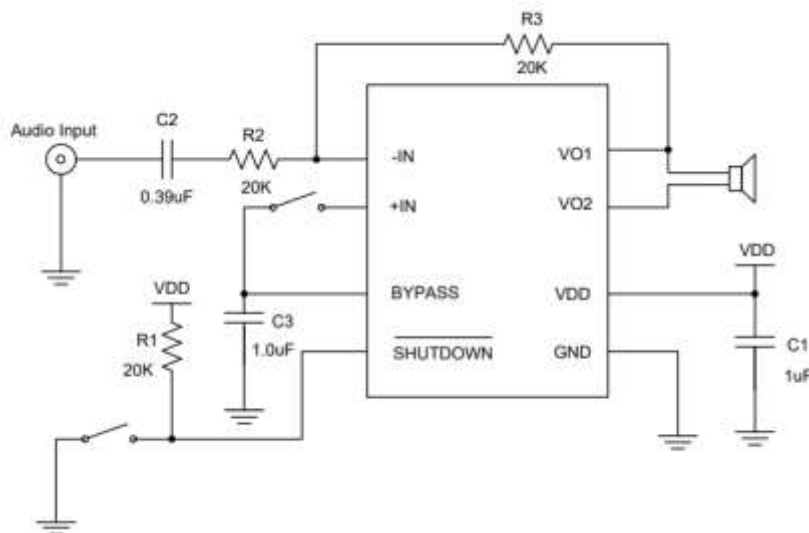 R3
20K
Audio Input
C2
R2
-IN
VO1
0.39uF
20K
+IN
VO2
VDD
VDD
BYPASS
VDD
R1
C3
20K
1.0uF
SHUTDOWN
GND
C1
1uF